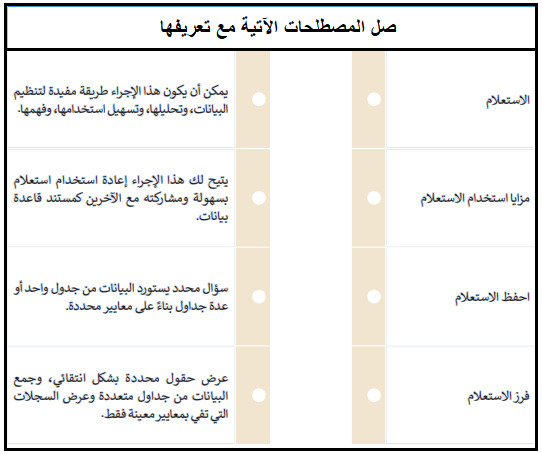 صل المصطلحات الآتية مع تعريفها
الاستعلام
يمكن أن يكون هذا الإجراء طريقة مفيدة لتنظيم
البيانات، وتحليلها، وتسهيل استخدامها، وفهمها.
مزايا استخدام الاستعلام
يتيح لك هذا الإجراء إعادة استخدام استعلام
بسهولة ومشاركته مع الآخرين كمستند قاعدة
بيانات.
احفظ الاستعلام
سؤال محدد يستورد البيانات من جدول واحد أو
عدة جداول بناءً على معايير محددة.
فرز الاستعلام
عرض حقول محددة بشكل انتقائي، وجمع
البيانات من جداول متعددة وعرض السجلات
التي تفي بمعايير معينة فقط.